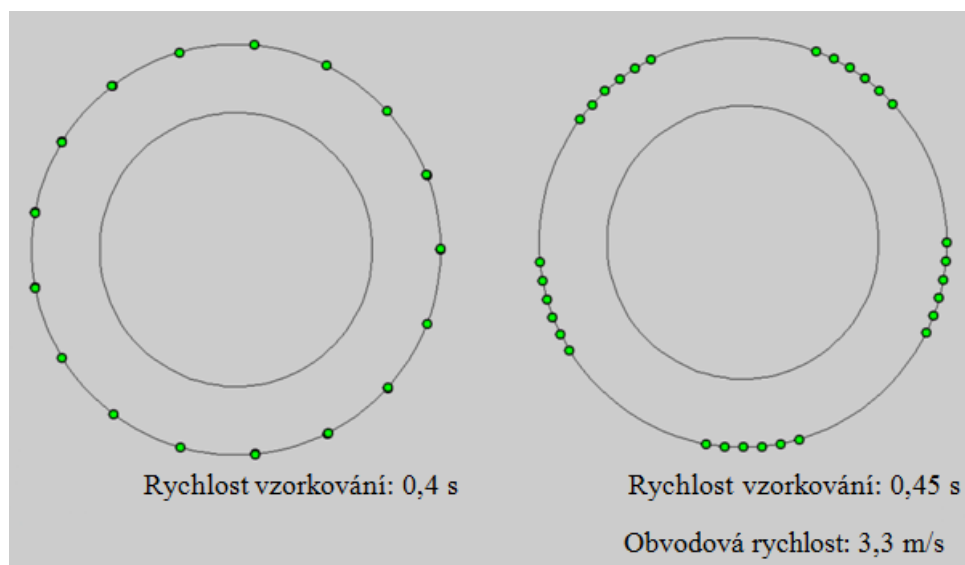 Rychlost vzorkování: 0,4 s
Rychlost vzorkování: 0,45 s
Obvodová rychlost: 3,3 m/s